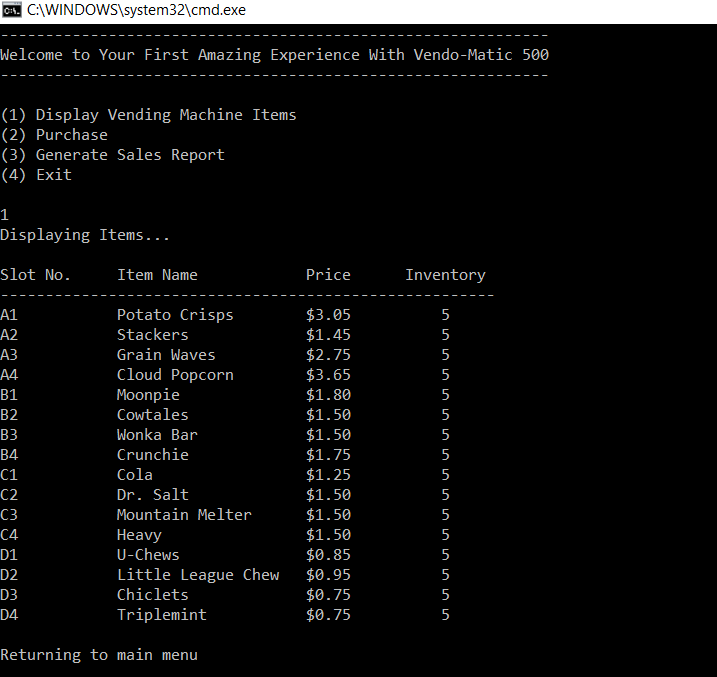 C:\WINDOWS\system32\cmd.exe
-------------------------------------------------------------
Welcome to Your First Amazing Experience With Vendo-Matic 500
-------------------------------------------------------------
(1) Display Vending Machine Items
(2) Purchase
(3) Generate Sales Report
(4) Exit
1
Displaying Items...
Slot No.     Item Name            Price      Inventory
-------------------------------------------------------
A1           Potato Crisps        $3.05          5
A2           Stackers             $1.45          5
A3           Grain Waves          $2.75          5
A4           Cloud Popcorn        $3.65          5
B1           Moonpie              $1.80          5
B2           Cowtales             $1.50          5
B3           Wonka Bar            $1.50          5
B4           Crunchie             $1.75          5
C1           Cola                 $1.25          5
C2           Dr. Salt             $1.50          5
C3           Mountain Melter      $1.50          5
C4           Heavy                $1.50          5
D1           U-Chews              $0.85          5
D2           Little League Chew   $0.95          5
D3           Chiclets             $0.75          5
D4           Triplemint           $0.75          5
Returning to main menu